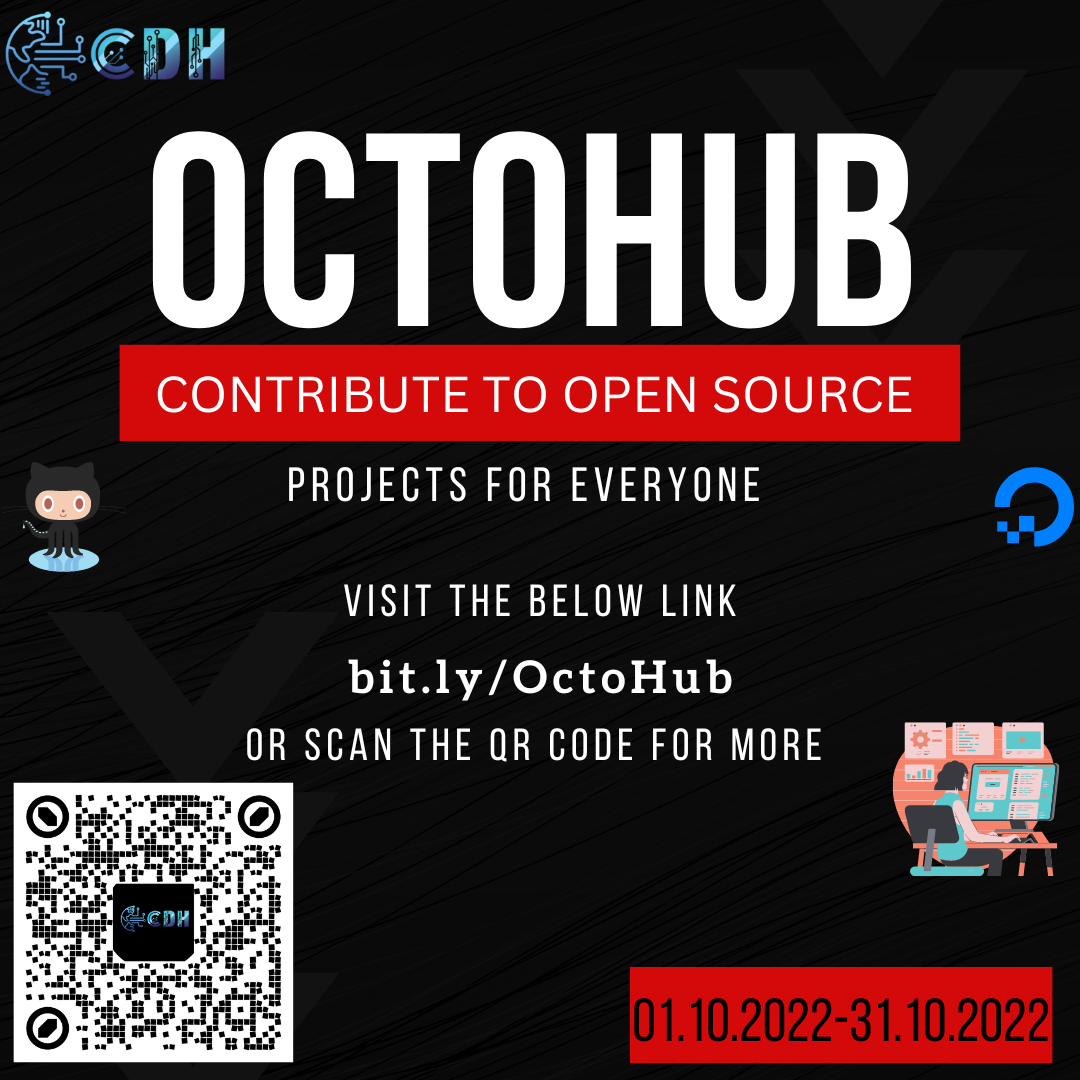 CDH
OCTOHUB
CONTRIBUTE TO OPEN SOURCE
PROJECTS FOR EVERYONE
VISIT THE BELOW LINK
bit.ly/OctoHub
OR SCAN THE QR CODE FOR MORE
CDH
01.10.2022-31.10.2022